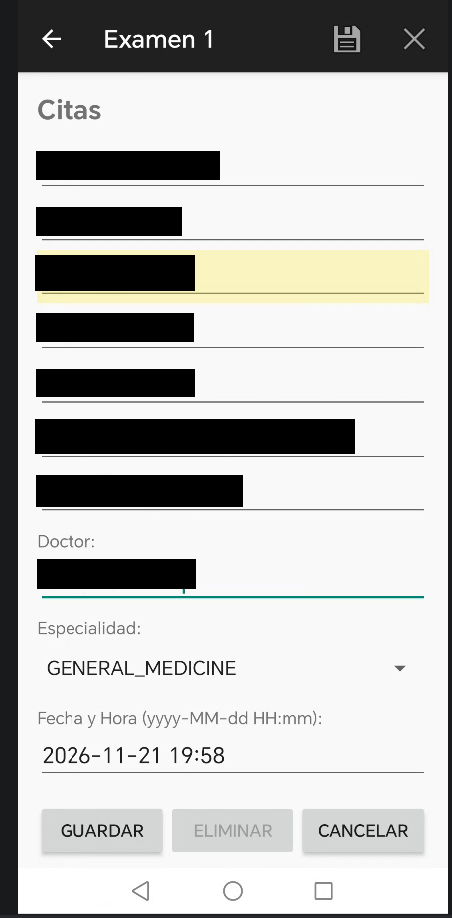 Examen 1
Citas
Doctor:
Especialidad:
GENERAL_MEDICINE
Fecha y Hora (yyyy-MM-dd HH:mm):
2026-11-21 19:58
GUARDAR ELIMINAR CANCELAR